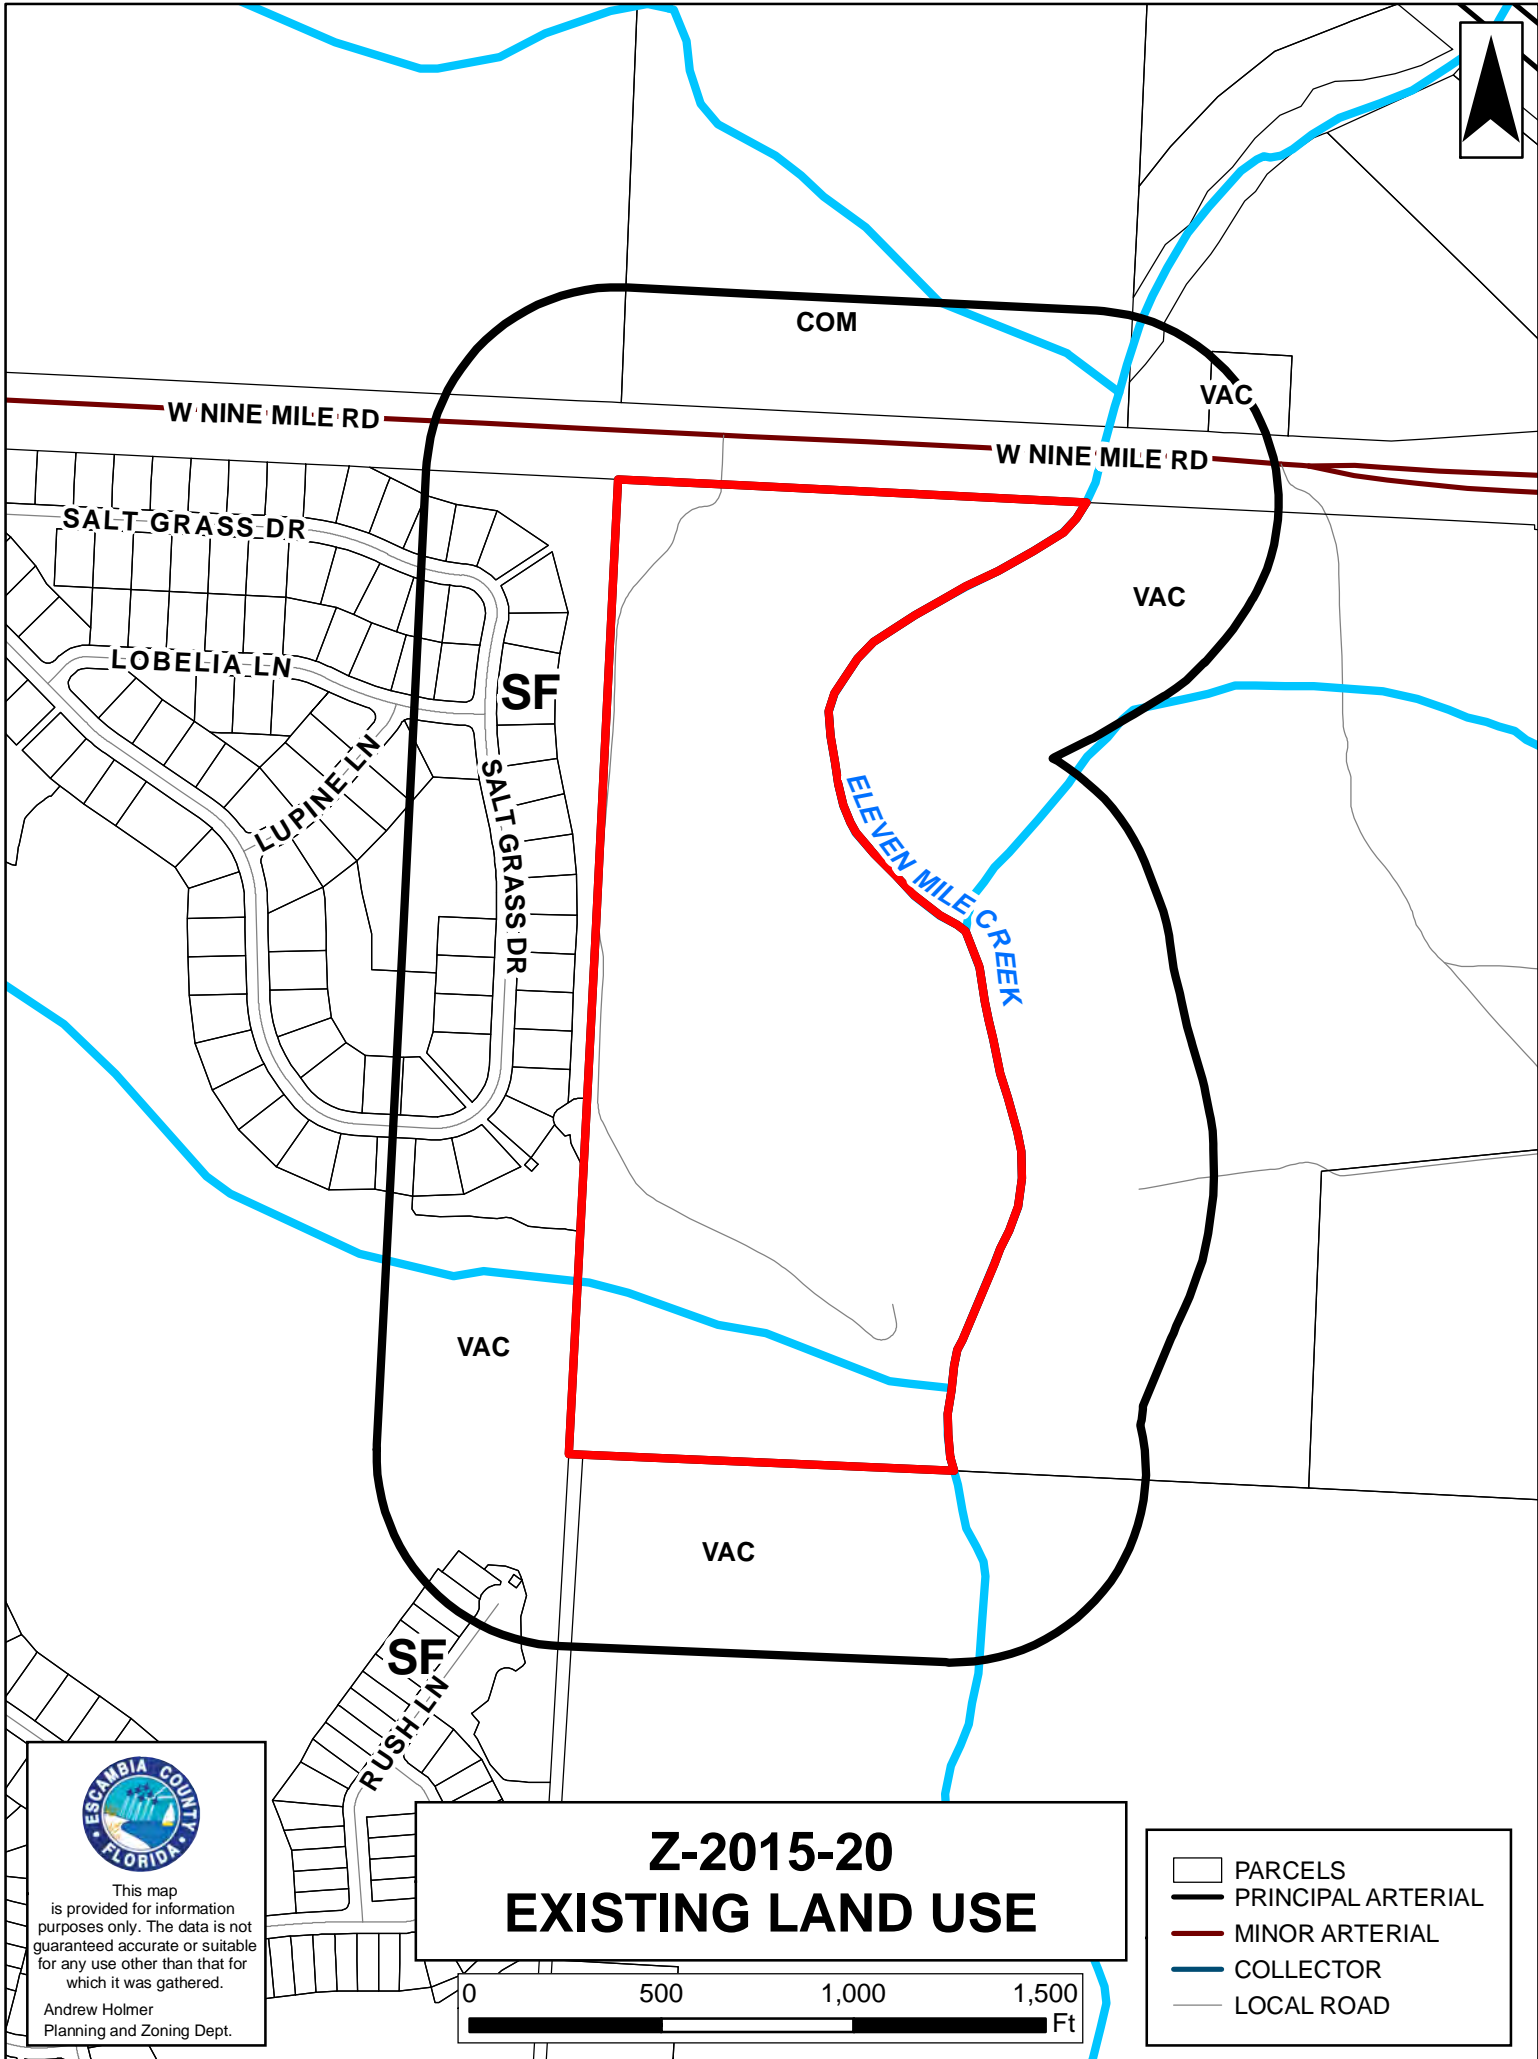 COM
VAC
W NINE MILE RD
W NINE MILE RD
SALT GRASS DR
VAC
LOBELIA LN
SF
LUPINE LN
SALT GRASS DR
ELEVEN MILE CREEK
VAC
VAC
SF
RUSH LN
ESCAMBIA COUNTY
FLORIDA
This map
is provided for information
purposes only. The data is not
guaranteed accurate or suitable
for any use other than that for
which it was gathered.
Andrew Holmer
Planning and Zoning Dept.
Z-2015-20
EXISTING LAND USE
0 500 1,000 1,500
Ft
PARCELS
PRINCIPAL ARTERIAL
MINOR ARTERIAL
COLLECTOR
LOCAL ROAD